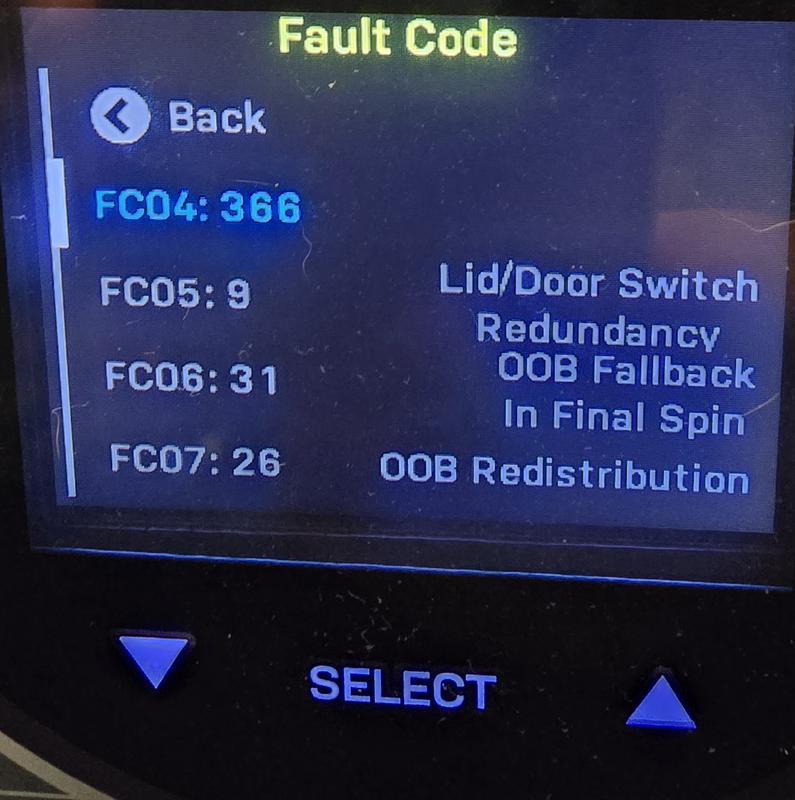 Fault Code
Back
FC04: 366
FC05: 9
Lid/Door Switch
Redundancy
FC06: 31
OOB Fallback
In Final Spin
FC07: 26
OOB Redistribution
SELECT